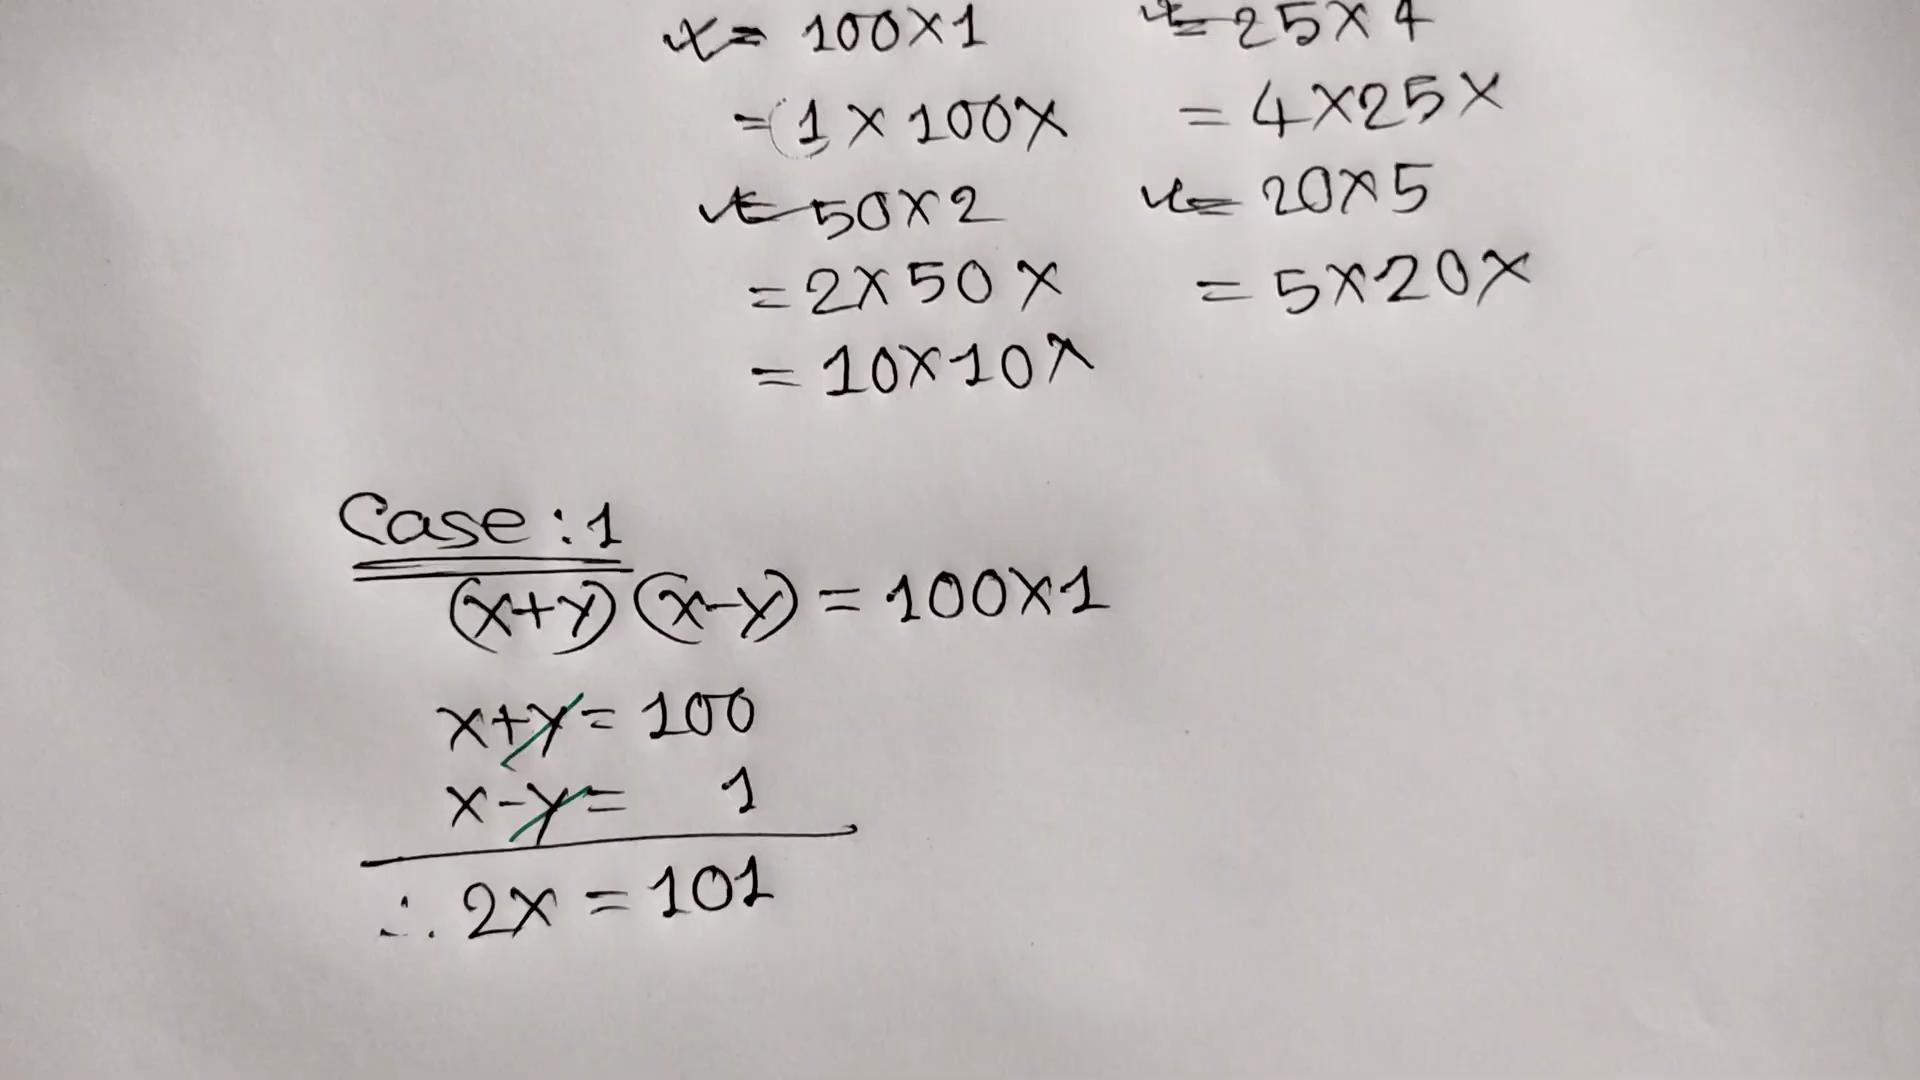 ✓= 100×1
= 1×100×
✓= 50×2
= 2×50×
= 10×10×
✓= 25×4
= 4×25×
✓= 20×5
= 5×20×
Case:1
(x+y)(x-y)=100×1
x+y=100
x-y= 1
∴ 2x=101